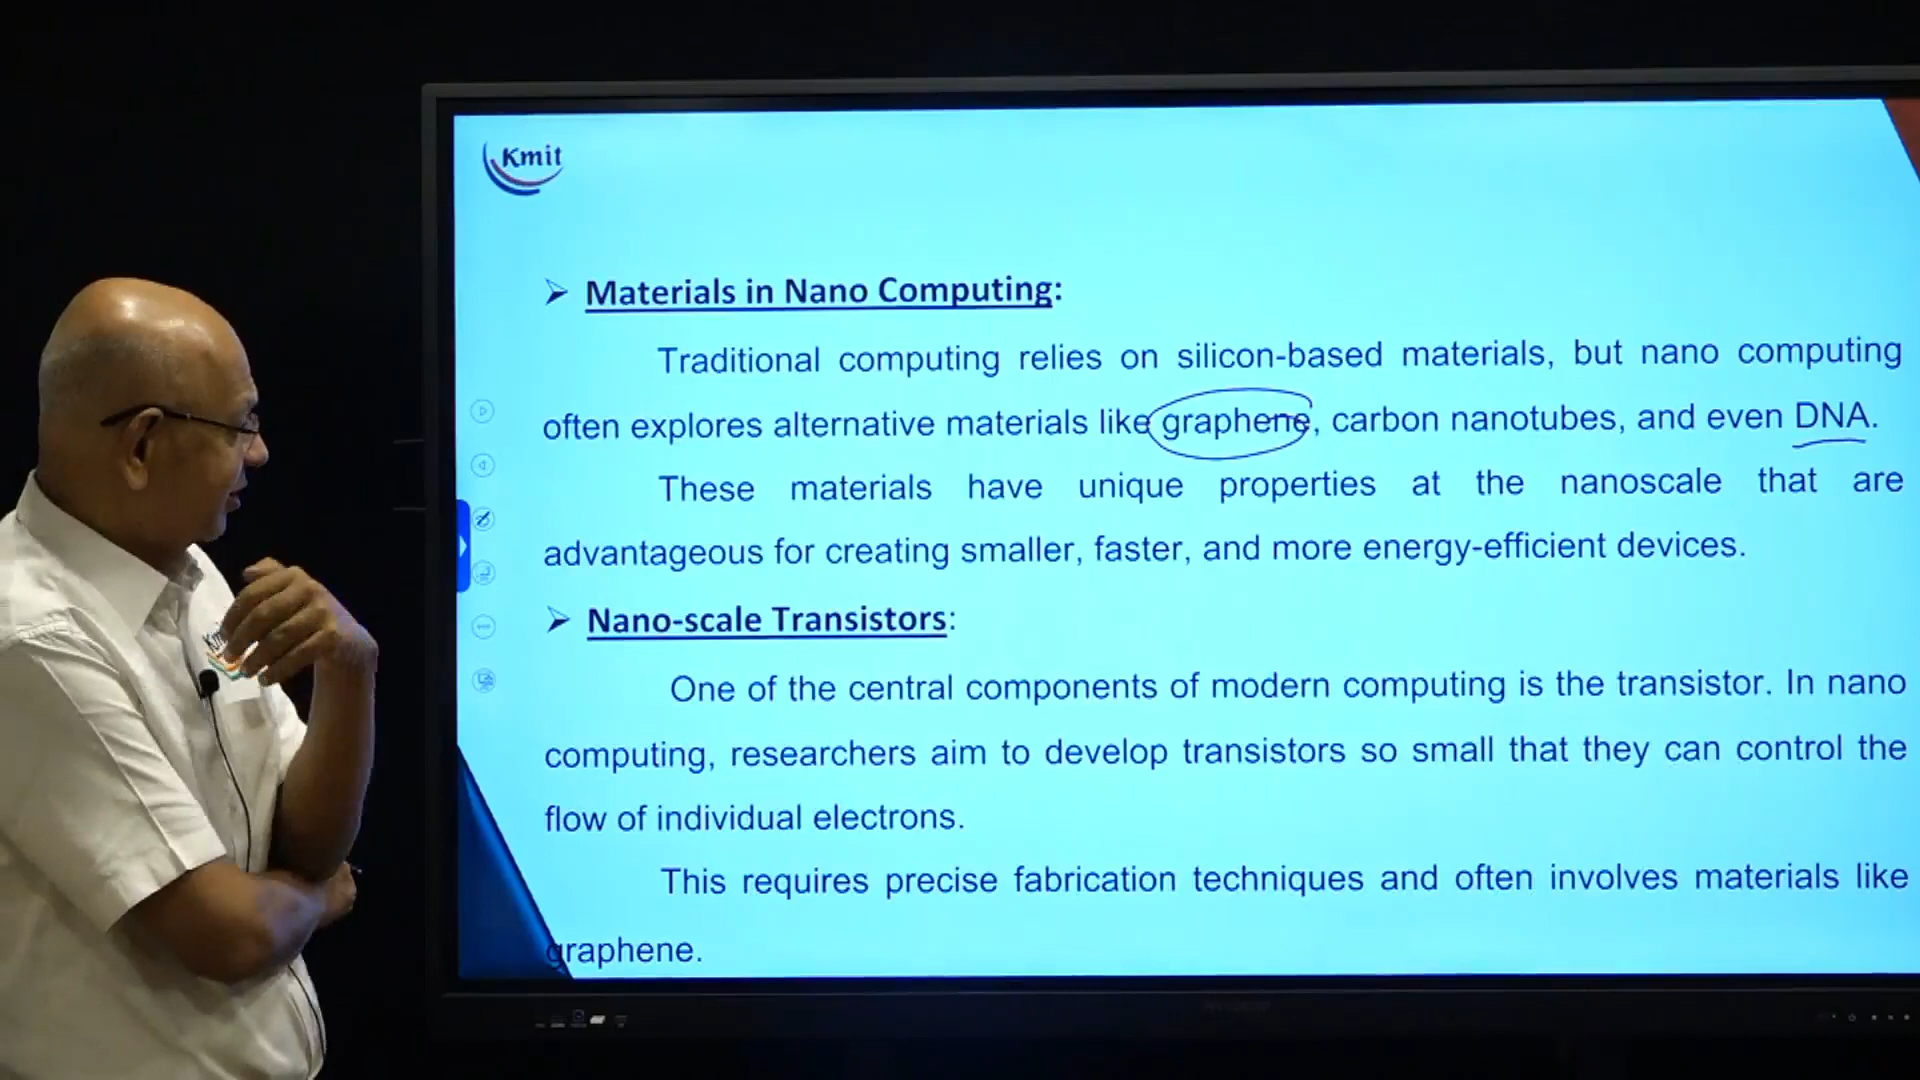 Kmit
➢ Materials in Nano Computing:
Traditional computing relies on silicon-based materials, but nano computing
often explores alternative materials like graphene, carbon nanotubes, and even DNA.
These materials have unique properties at the nanoscale that are
advantageous for creating smaller, faster, and more energy-efficient devices.
➢ Nano-scale Transistors:
One of the central components of modern computing is the transistor. In nano
computing, researchers aim to develop transistors so small that they can control the
flow of individual electrons.
This requires precise fabrication techniques and often involves materials like
graphene.